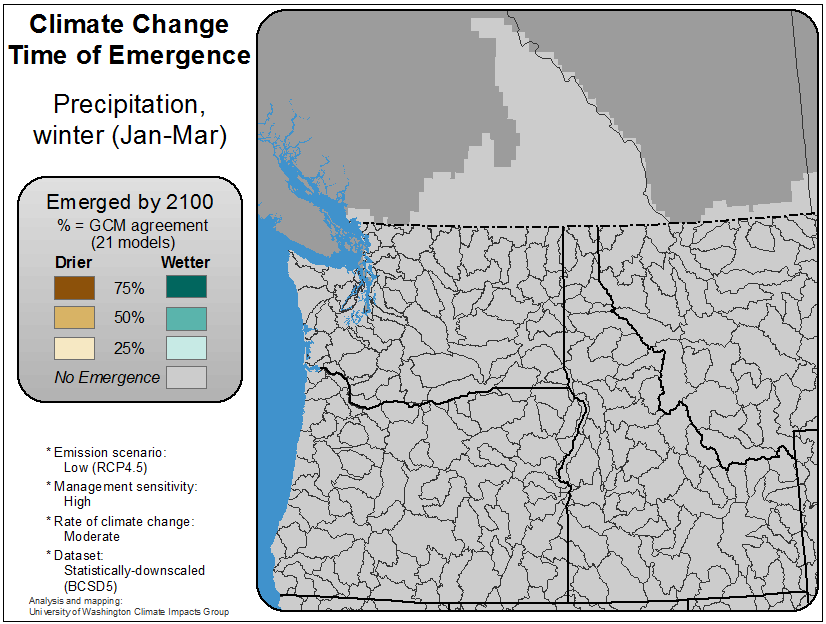 Climate Change
Time of Emergence
Precipitation,
winter (Jan-Mar)
Emerged by 2100
% = GCM agreement
(21 models)
Drier Wetter
75%
50%
25%
No Emergence
* Emission scenario:
Low (RCP4.5)
* Management sensitivity:
High
* Rate of climate change:
Moderate
* Dataset:
Statistically-downscaled
(BCSD5)
Analysis and mapping:
University of Washington Climate Impacts Group